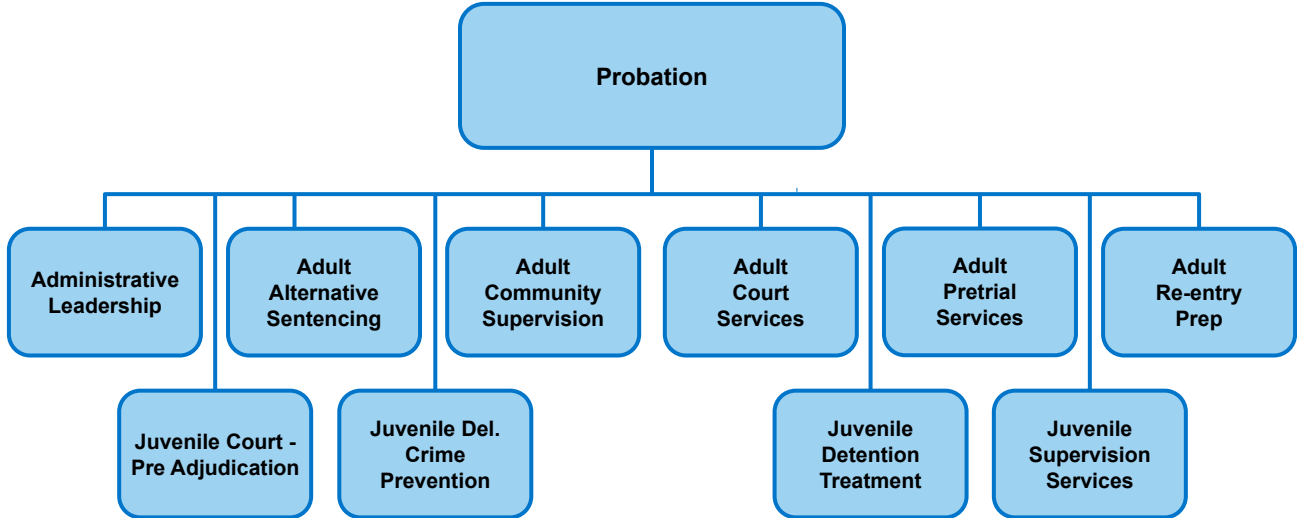 Probation
Administrative
Leadership
Adult
Alternative
Sentencing
Adult
Community
Supervision
Adult
Court
Services
Adult
Pretrial
Services
Adult
Re-entry
Prep
Juvenile Court -
Pre Adjudication
Juvenile Del.
Crime
Prevention
Juvenile
Detention
Treatment
Juvenile
Supervision
Services